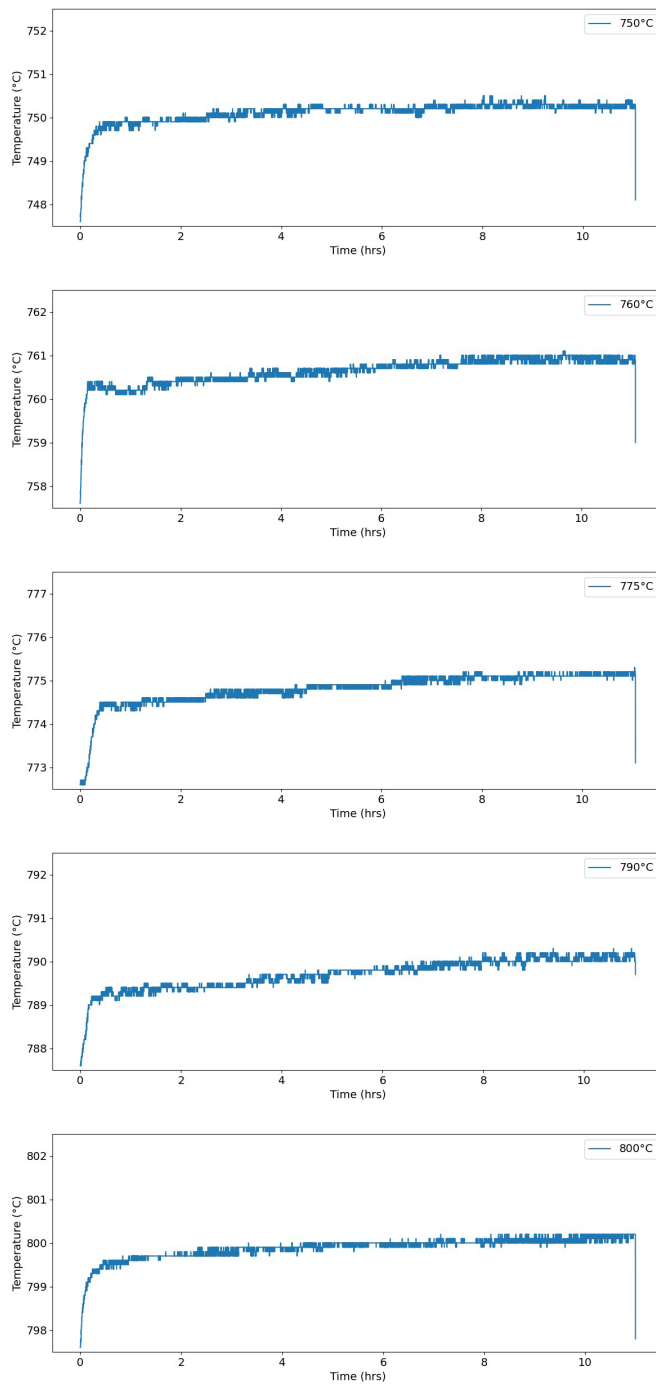 752
751
750
749
748
0 2 4 6 8 10
Temperature (°C)
Time (hrs)
750°C
762
761
760
759
758
0 2 4 6 8 10
Temperature (°C)
Time (hrs)
760°C
777
776
775
774
773
0 2 4 6 8 10
Temperature (°C)
Time (hrs)
775°C
792
791
790
789
788
0 2 4 6 8 10
Temperature (°C)
Time (hrs)
790°C
802
801
800
799
798
0 2 4 6 8 10
Temperature (°C)
Time (hrs)
800°C